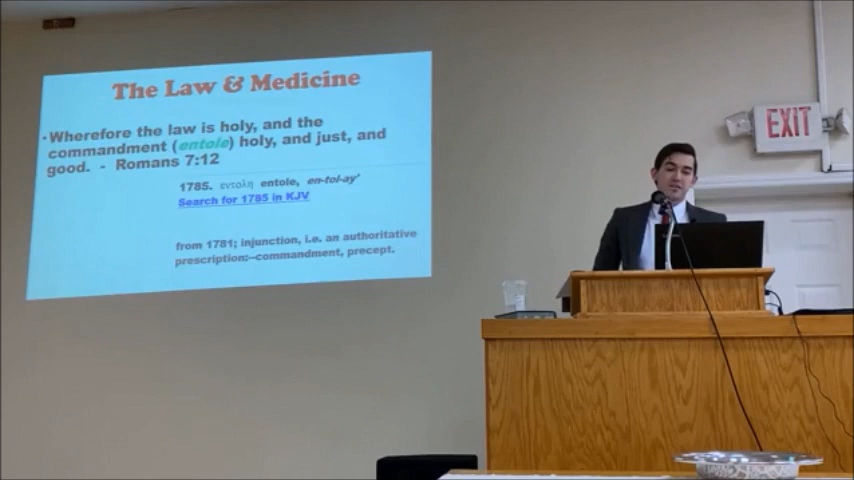 The Law & Medicine
• Wherefore the law is holy, and the
commandment (entole) holy, and just, and
good. - Romans 7:12
1785. εντολη entole, en-tol-ay'
Search for 1785 in KJV
from 1781; injunction, i.e. an authoritative
prescription:--commandment, precept.
EXIT